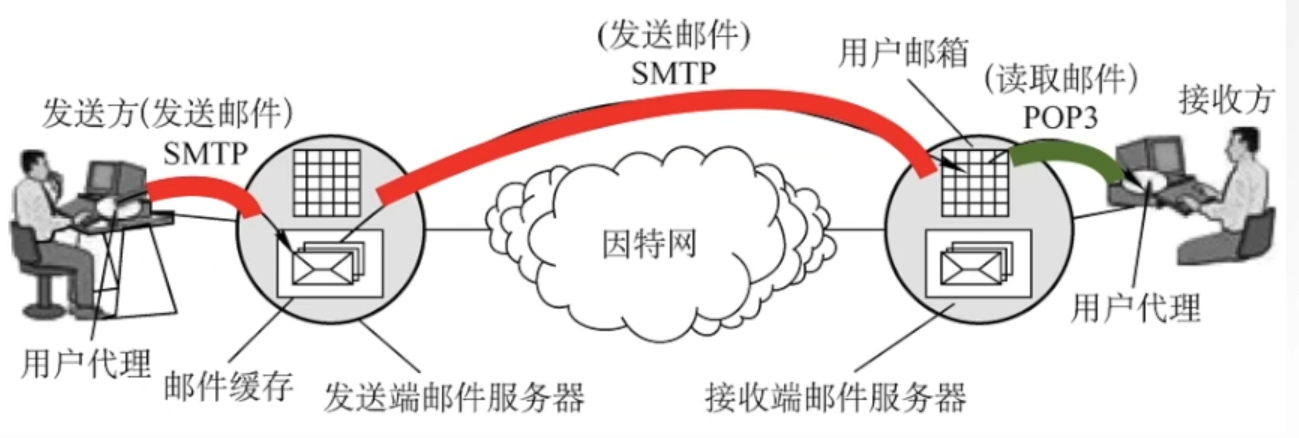 (发送邮件)
SMTP
用户邮箱
(读取邮件)
POP3
接收方
发送方(发送邮件)
SMTP
因特网
用户代理
邮件缓存
发送端邮件服务器
接收端邮件服务器
用户代理